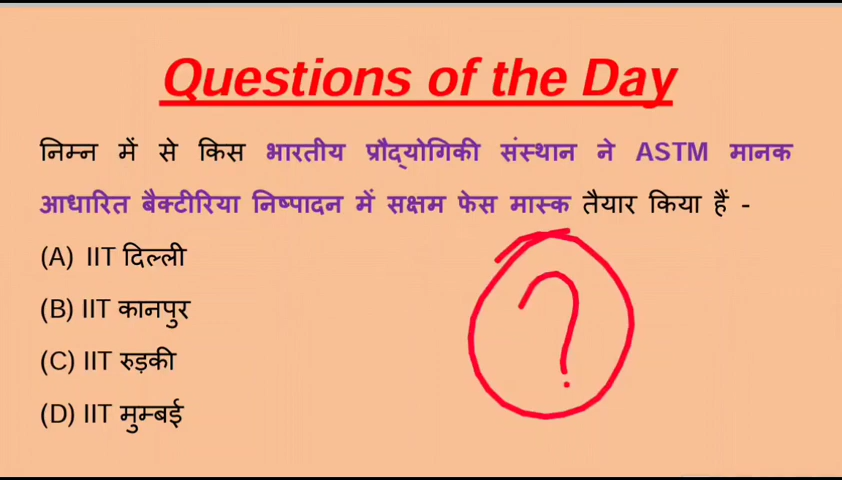 Questions of the Day
निम्न में से किस भारतीय प्रौद्योगिकी संस्थान ने ASTM मानक
आधारित बैक्टीरिया निष्पादन में सक्षम फेस मास्क तैयार किया हैं -
(A) IIT दिल्ली
(B) IIT कानपुर
(C) IIT रुड़की
(D) IIT मुम्बई
?